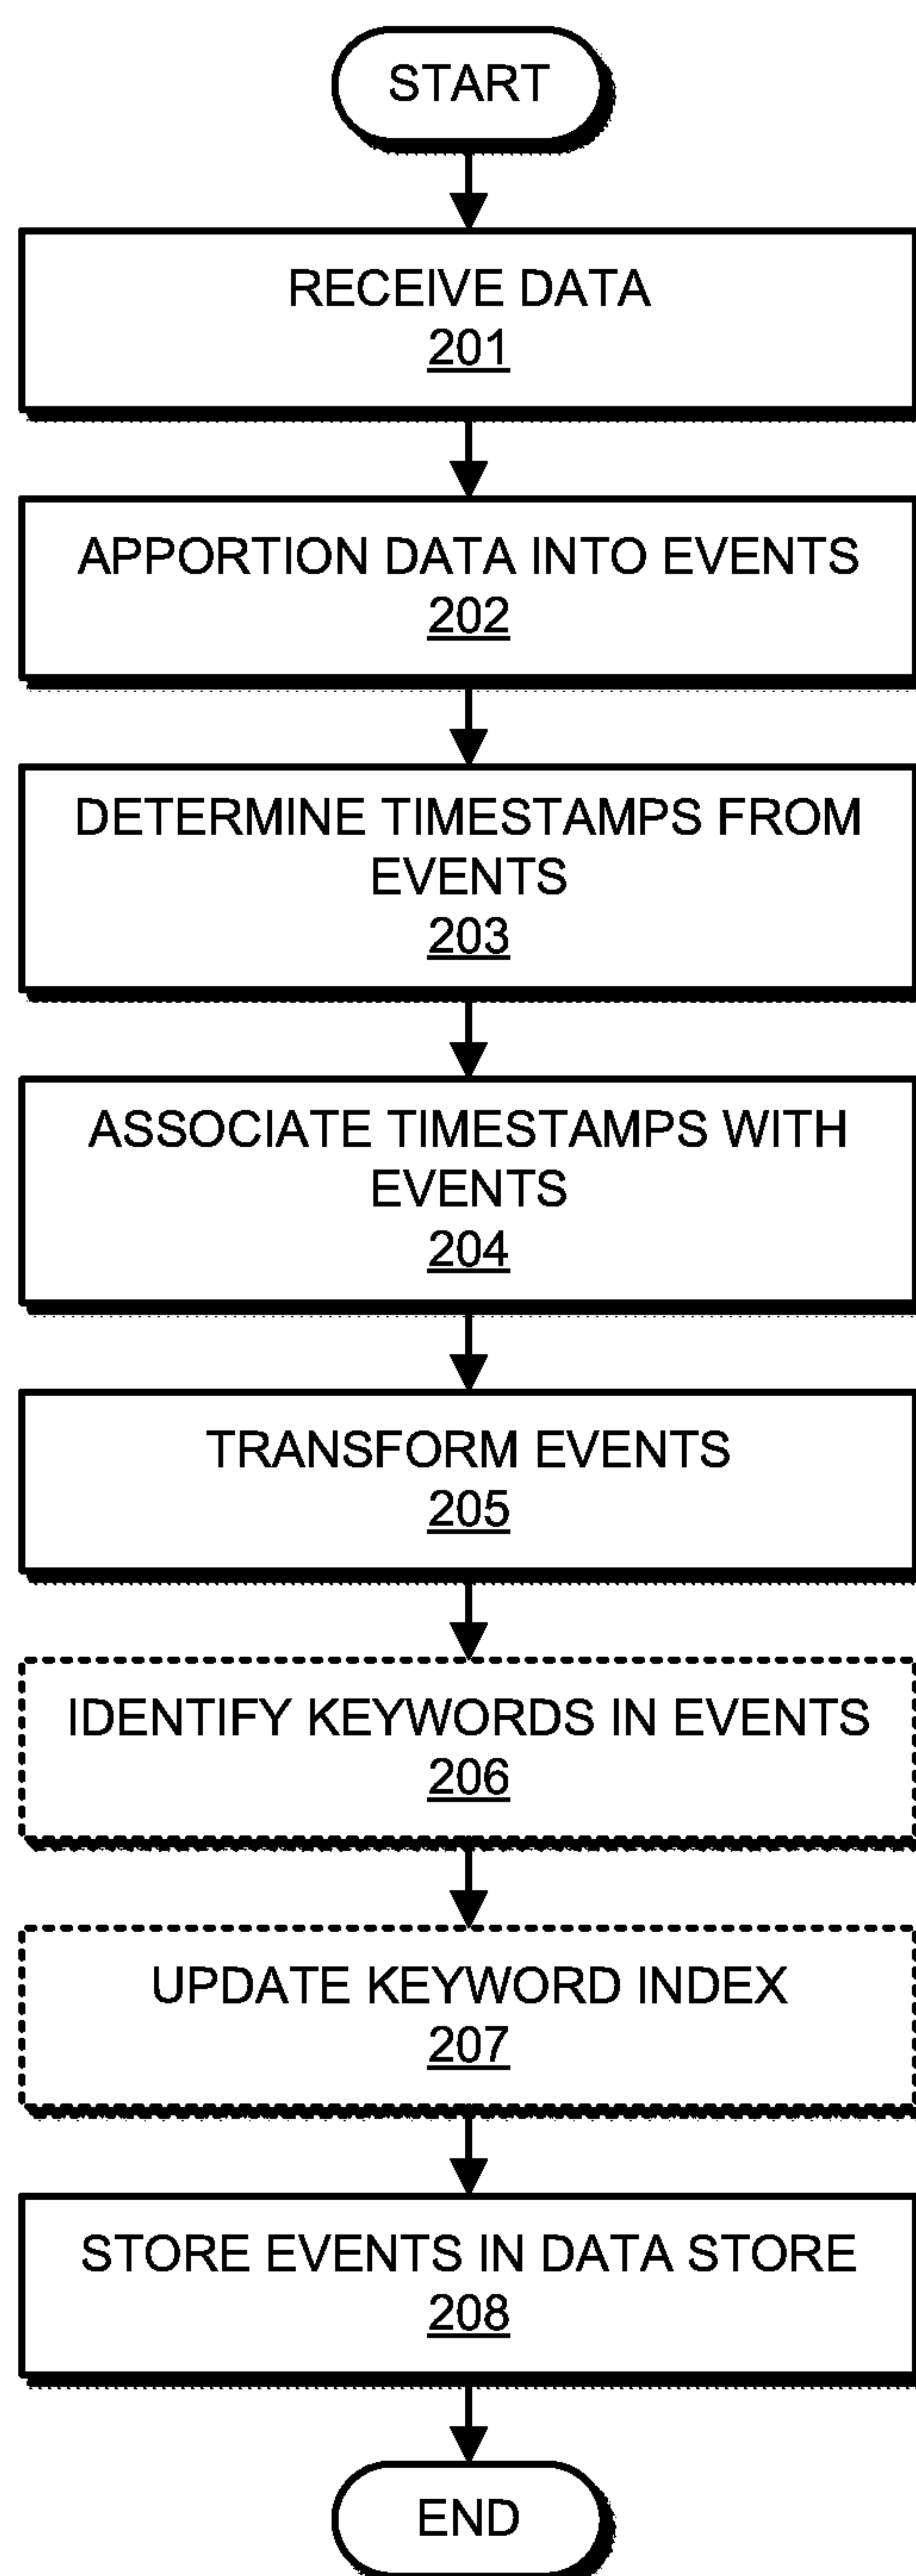 START
RECEIVE DATA
201
APPORTION DATA INTO EVENTS
202
DETERMINE TIMESTAMPS FROM
EVENTS
203
ASSOCIATE TIMESTAMPS WITH
EVENTS
204
TRANSFORM EVENTS
205
IDENTIFY KEYWORDS IN EVENTS
206
UPDATE KEYWORD INDEX
207
STORE EVENTS IN DATA STORE
208
END